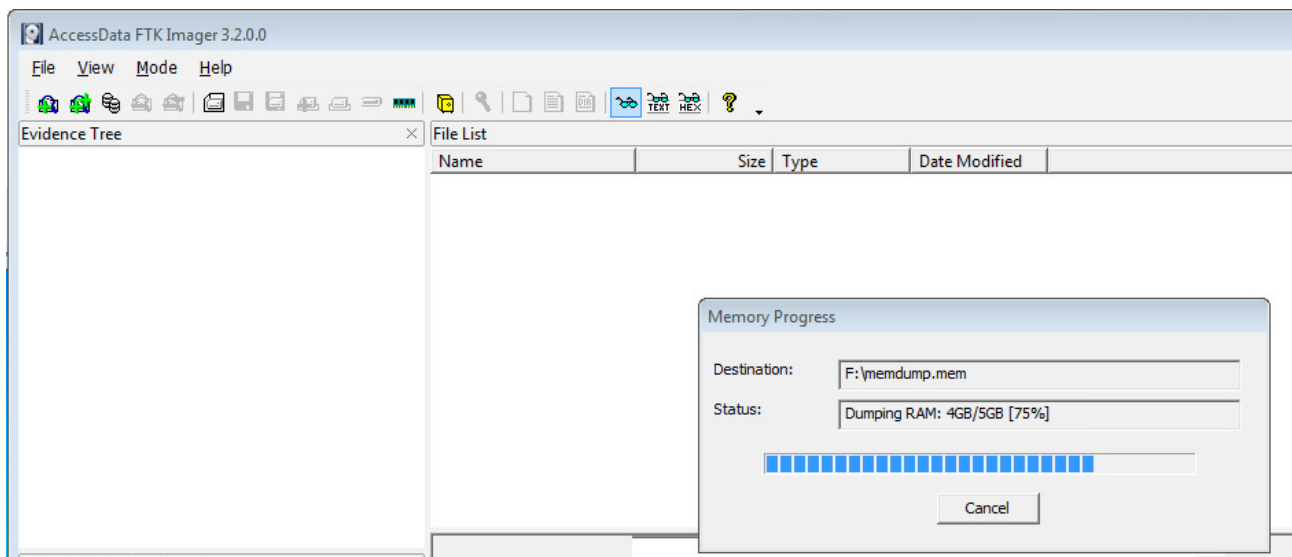 AccessData FTK Imager 3.2.0.0
File View Mode Help
TEXT HEX
Evidence Tree
File List
Name Size Type Date Modified
Memory Progress
Destination: F:\memdump.mem
Status: Dumping RAM: 4GB/5GB [75%]
Cancel